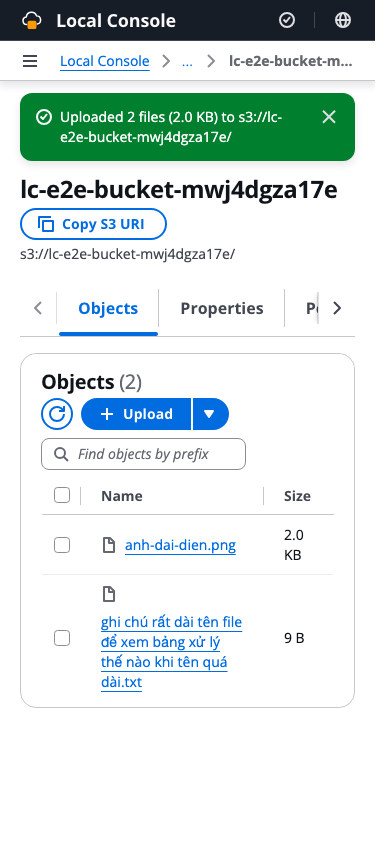 Local Console
Local Console
...
lc-e2e-bucket-m...
Uploaded 2 files (2.0 KB) to s3://lc-
e2e-bucket-mwj4dgza17e/
lc-e2e-bucket-mwj4dgza17e
Copy S3 URI
s3://lc-e2e-bucket-mwj4dgza17e/
Objects
Properties
Objects (2)
Upload
Find objects by prefix
Name
Size
anh-dai-dien.png
2.0
KB
ghi chú rất dài tên file
để xem bảng xử lý
thế nào khi tên quá
dài.txt
9 B